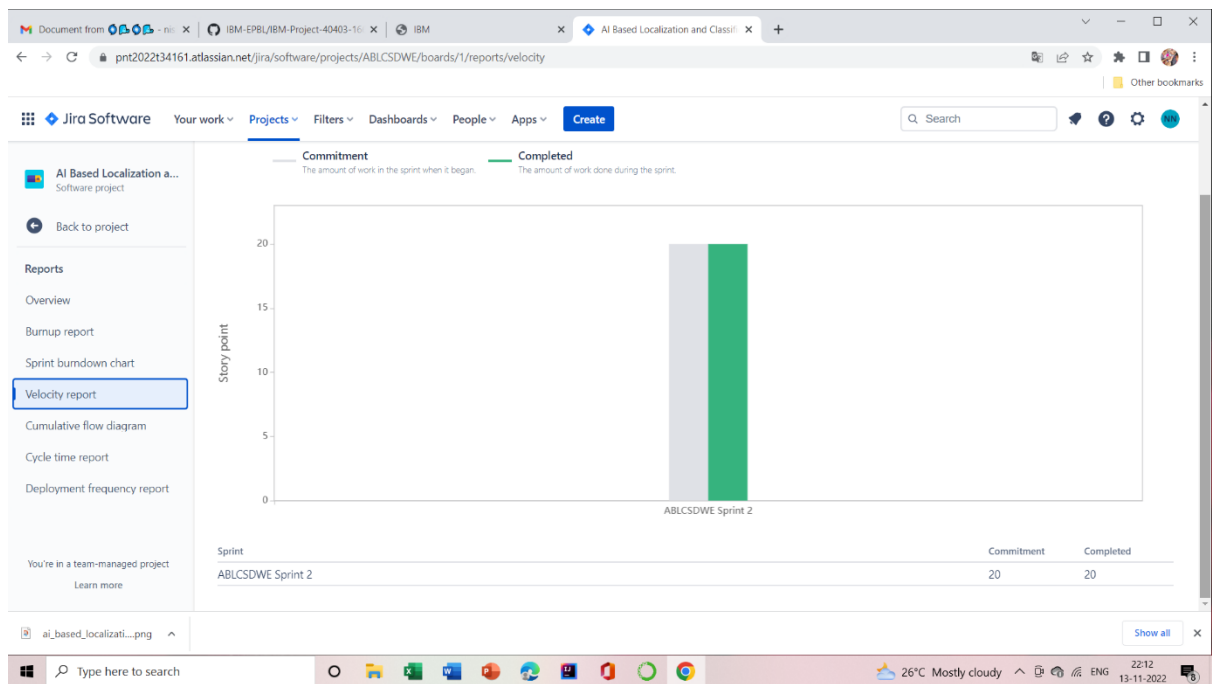 Document from - nis
IBM-EPBL/IBM-Project-40403-16
IBM
AI Based Localization and Classifi
pnt2022t34161.atlassian.net/jira/software/projects/ABLCSDWE/boards/1/reports/velocity
Other bookmarks
Jira Software Your work Projects Filters Dashboards People Apps Create Search NN
AI Based Localization a...
Software project
Back to project
Reports
Overview
Burnup report
Sprint burndown chart
Velocity report
Cumulative flow diagram
Cycle time report
Deployment frequency report
You're in a team-managed project
Learn more
Commitment
The amount of work in the sprint when it began.
Completed
The amount of work done during the sprint.
Story point
20
15
10
5
0
ABLCSDWE Sprint 2
Sprint Commitment Completed
ABLCSDWE Sprint 2 20 20
ai_based_localizati....png
Show all
Type here to search
26°C Mostly cloudy ENG
22:12
13-11-2022
8